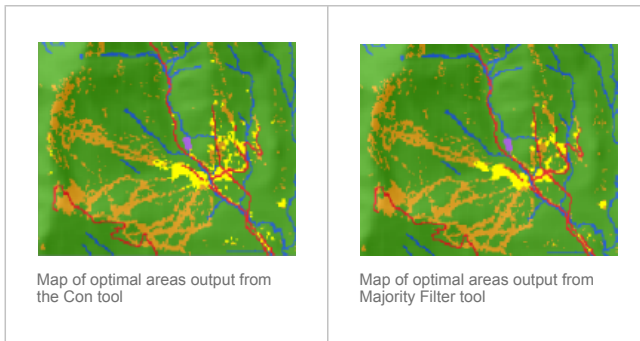 Map of optimal areas output from
the Con tool
Map of optimal areas output from
Majority Filter tool